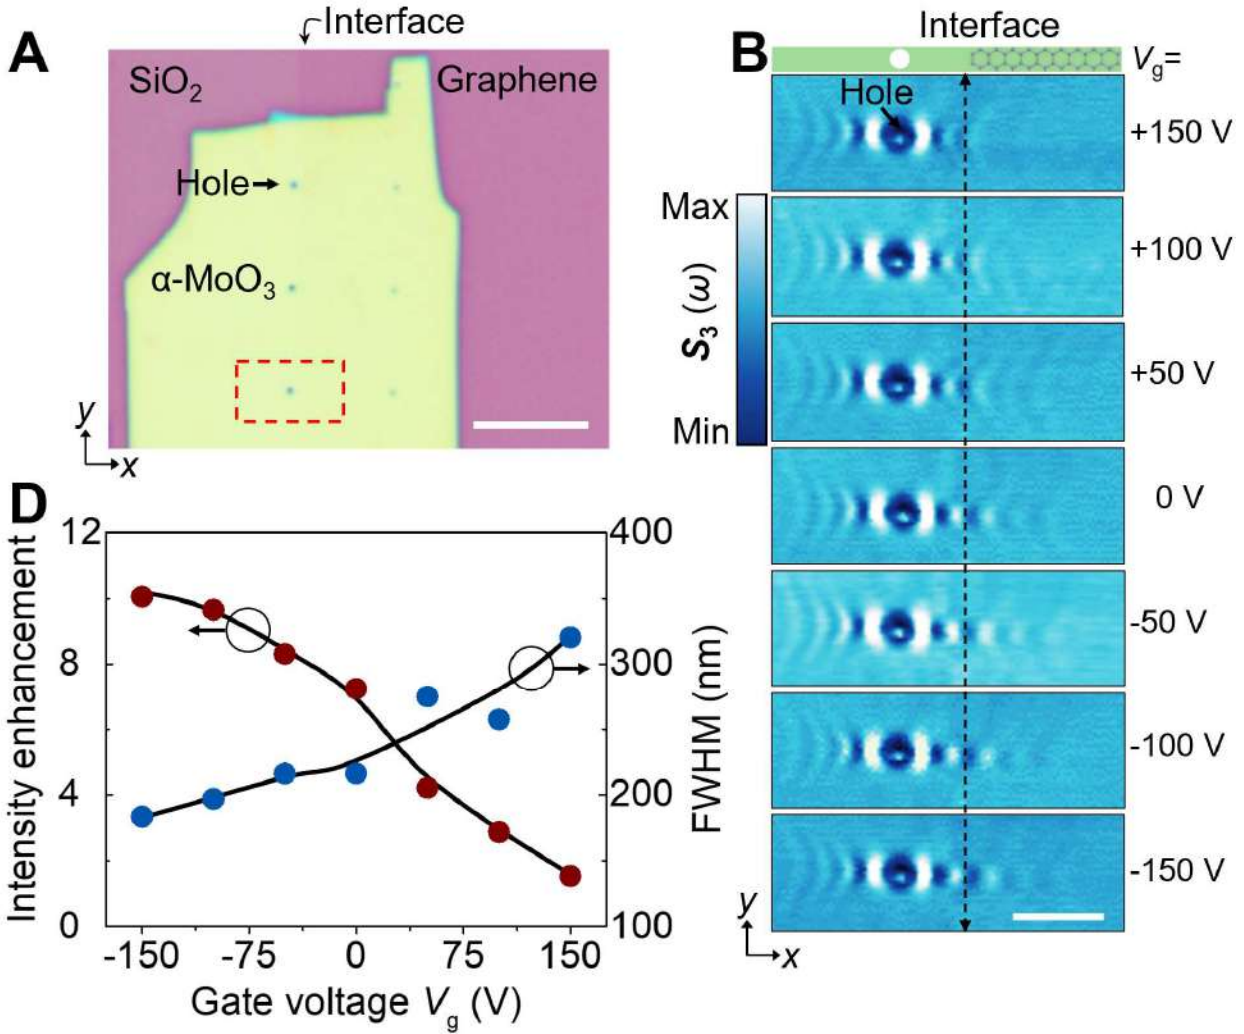 A
Interface
SiO₂
Graphene
Hole
α-MoO₃
y
x
B
Interface
Vg=
Hole
+150 V
+100 V
+50 V
0 V
-50 V
-100 V
-150 V
Max
S₃ (ω)
Min
y
x
D
12
8
4
0
Intensity enhancement
400
300
200
100
FWHM (nm)
-150
-75
0
75
150
Gate voltage Vg (V)